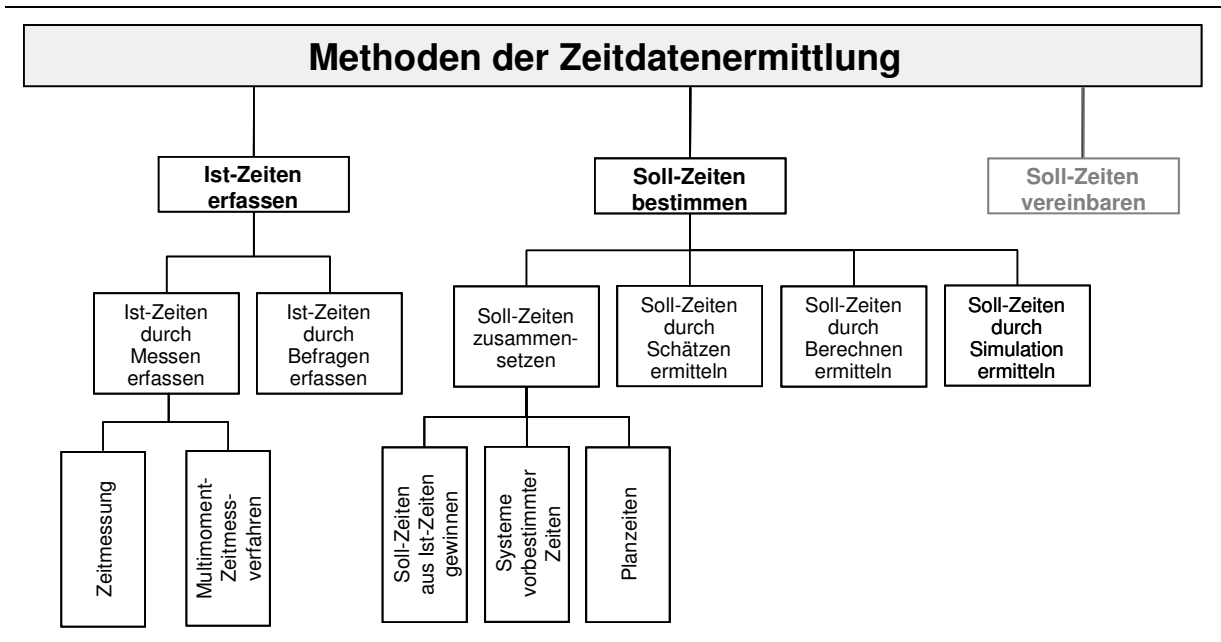 Methoden der Zeitdatenermittlung
Ist-Zeiten
erfassen
Soll-Zeiten
bestimmen
Soll-Zeiten
vereinbaren
Ist-Zeiten
durch
Messen
erfassen
Ist-Zeiten
durch
Befragen
erfassen
Soll-Zeiten
zusammen-
setzen
Soll-Zeiten
durch
Schätzen
ermitteln
Soll-Zeiten
durch
Berechnen
ermitteln
Soll-Zeiten
durch
Simulation
ermitteln
Zeitmessung
Multimoment-
Zeitmess-
verfahren
Soll-Zeiten
aus Ist-Zeiten
gewinnen
Systeme
vorbestimmter
Zeiten
Planzeiten